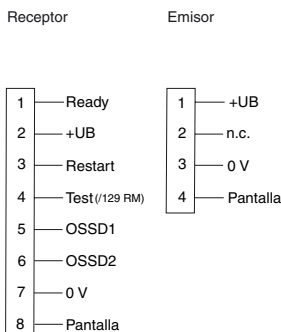 Receptor
Emisor
1 Ready
2 +UB
3 Restart
4 Test (/129 RM)
5 OSSD1
6 OSSD2
7 0 V
8 Pantalla
1 +UB
2 n.c.
3 0 V
4 Pantalla